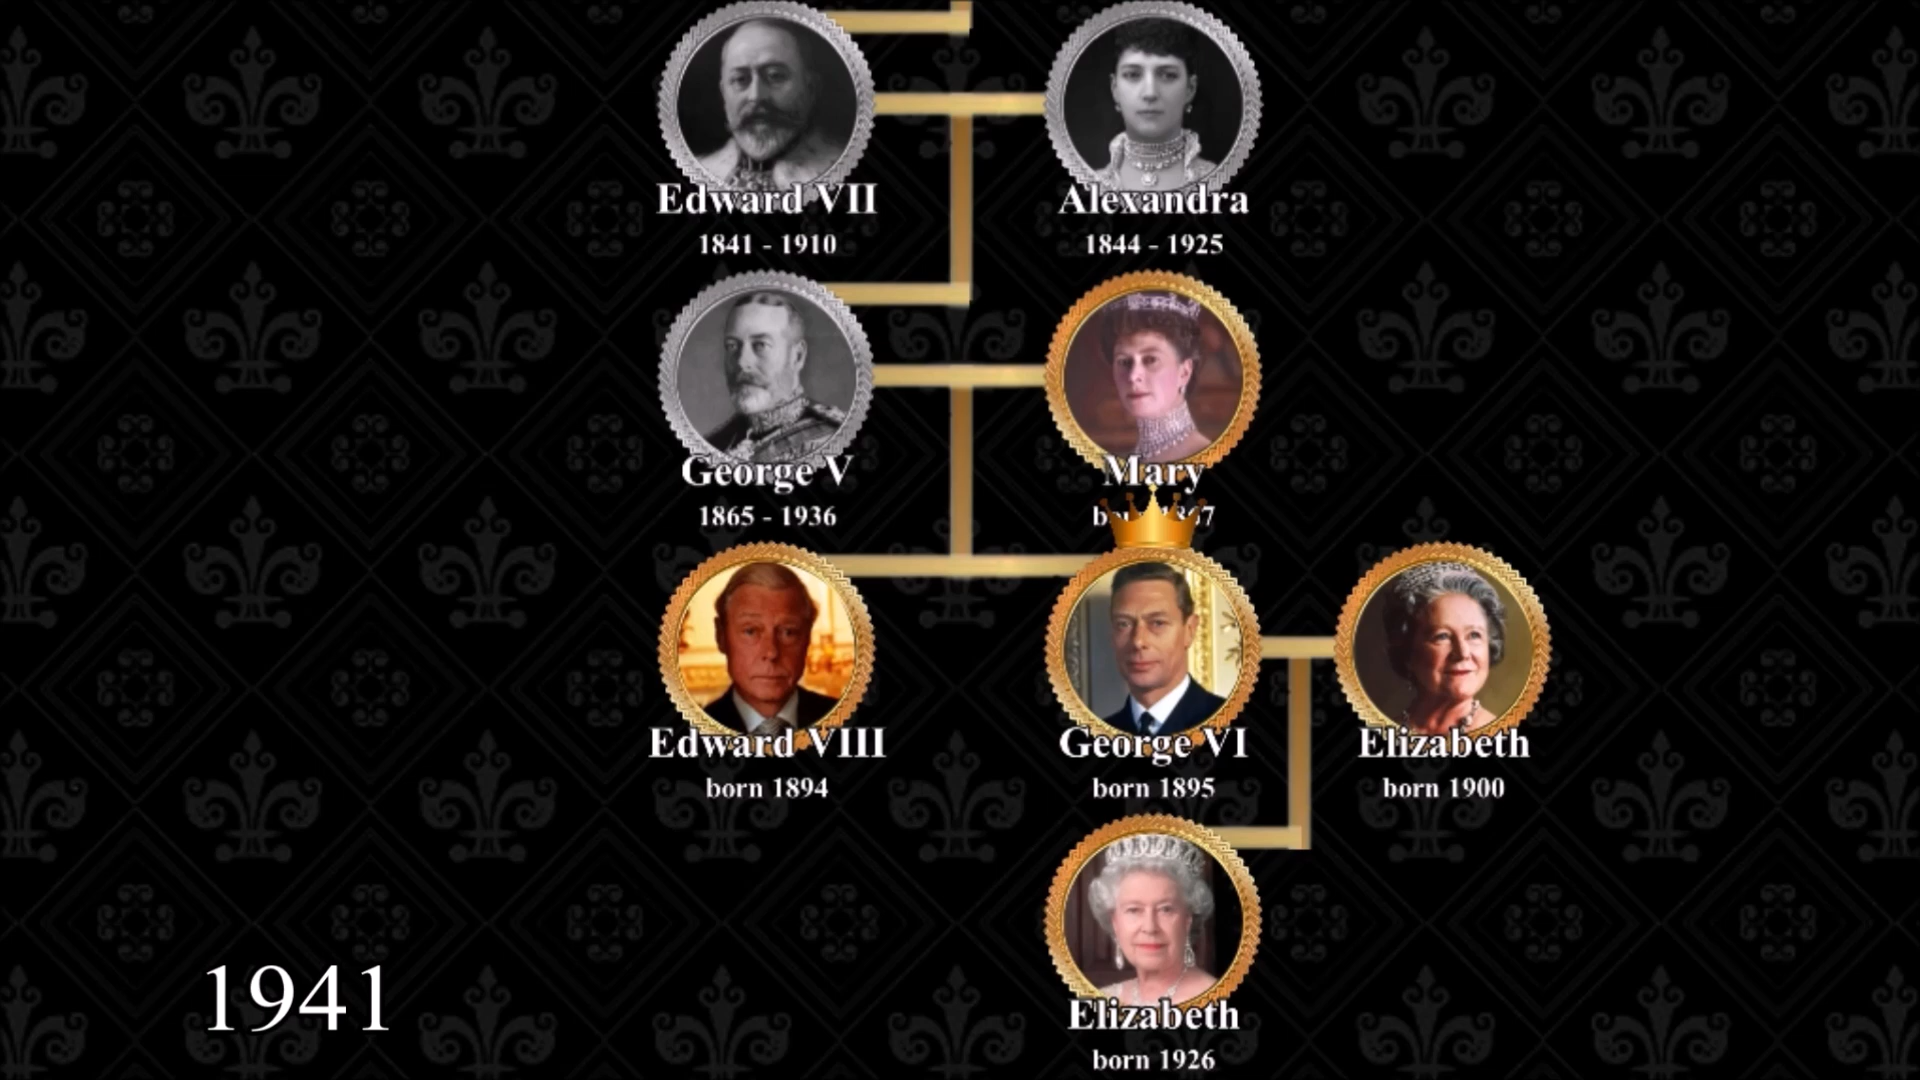 Edward VII
Alexandra
1841 - 1910
1844 - 1925
George V
Mary
1865 - 1936
Edward VIII
George VI
Elizabeth
born 1894
born 1895
born 1900
1941
Elizabeth
born 1926